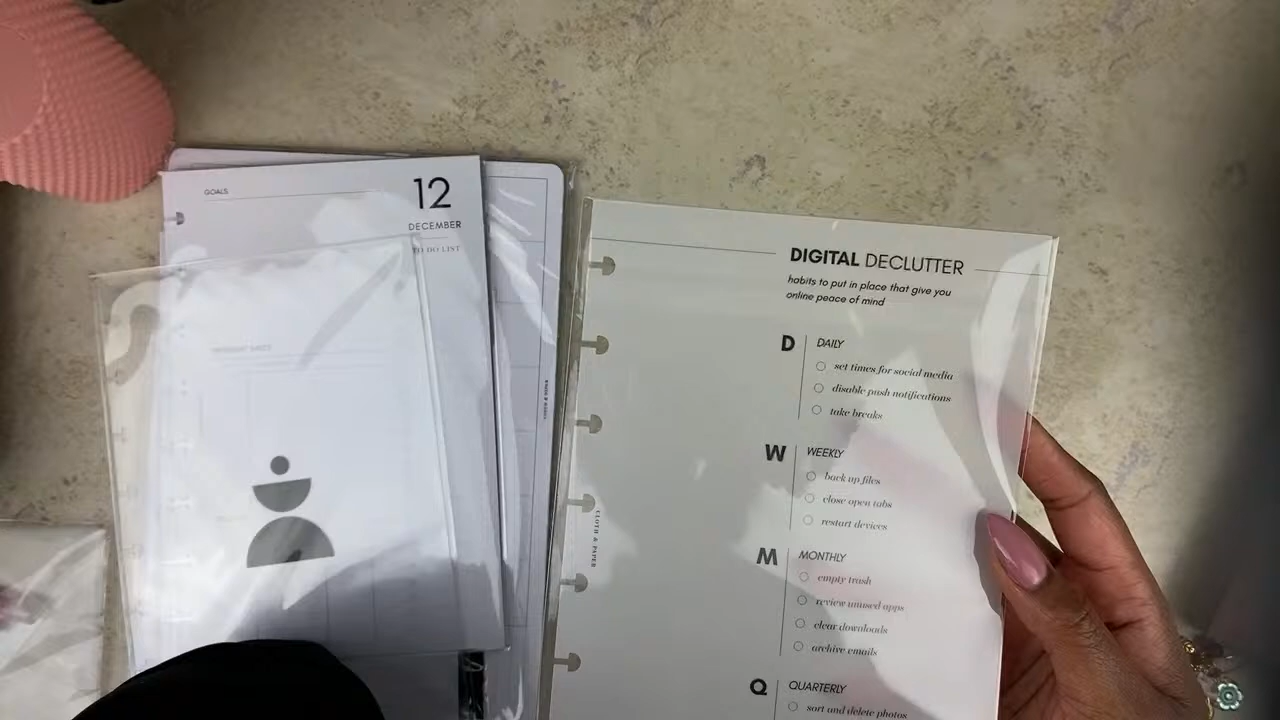 GOALS
12
DECEMBER
TO DO LIST
DIGITAL DECLUTTER
habits to put in place that give you
online peace of mind
D DAILY
set times for social media
disable push notifications
take breaks
W WEEKLY
back up files
close open tabs
restart devices
CLOTH & PAPER
M MONTHLY
empty trash
review unused apps
clear downloads
archive emails
Q QUARTERLY
sort and delete photos